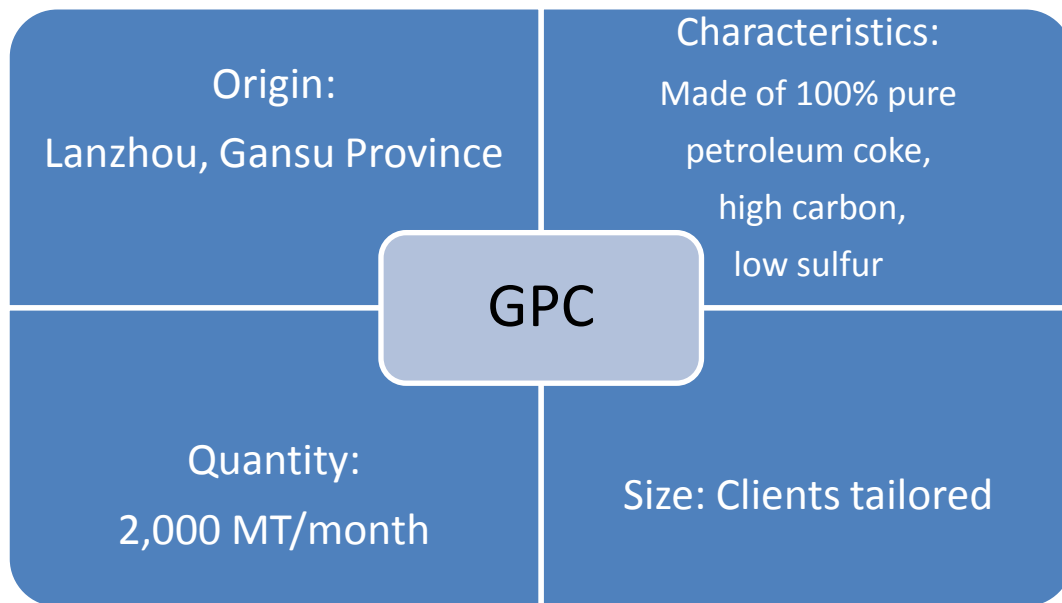 Origin:
Lanzhou, Gansu Province
Characteristics:
Made of 100% pure
petroleum coke,
high carbon,
low sulfur
GPC
Quantity:
2,000 MT/month
Size: Clients tailored